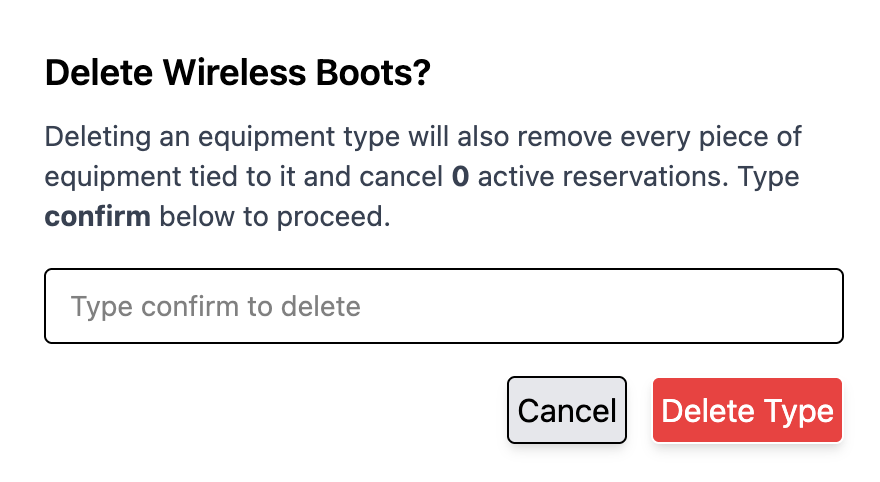 Delete Wireless Boots?
Deleting an equipment type will also remove every piece of
equipment tied to it and cancel 0 active reservations. Type
confirm below to proceed.
Type confirm to delete
Cancel Delete Type